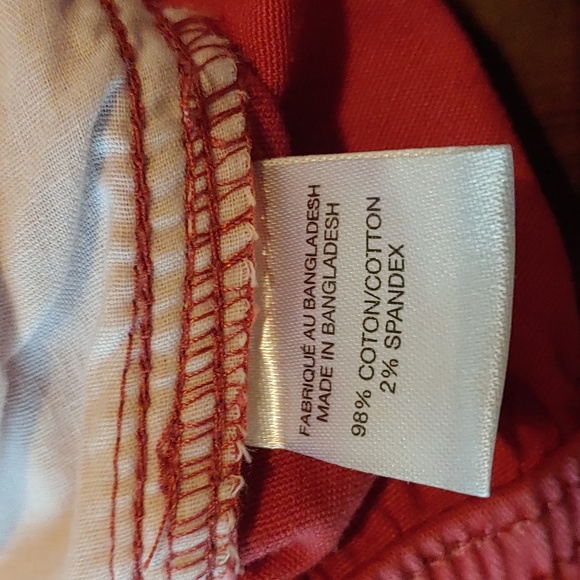 FABRIQUÉ AU BANGLADESH
MADE IN BANGLADESH
98% COTON/COTTON
2% SPANDEX